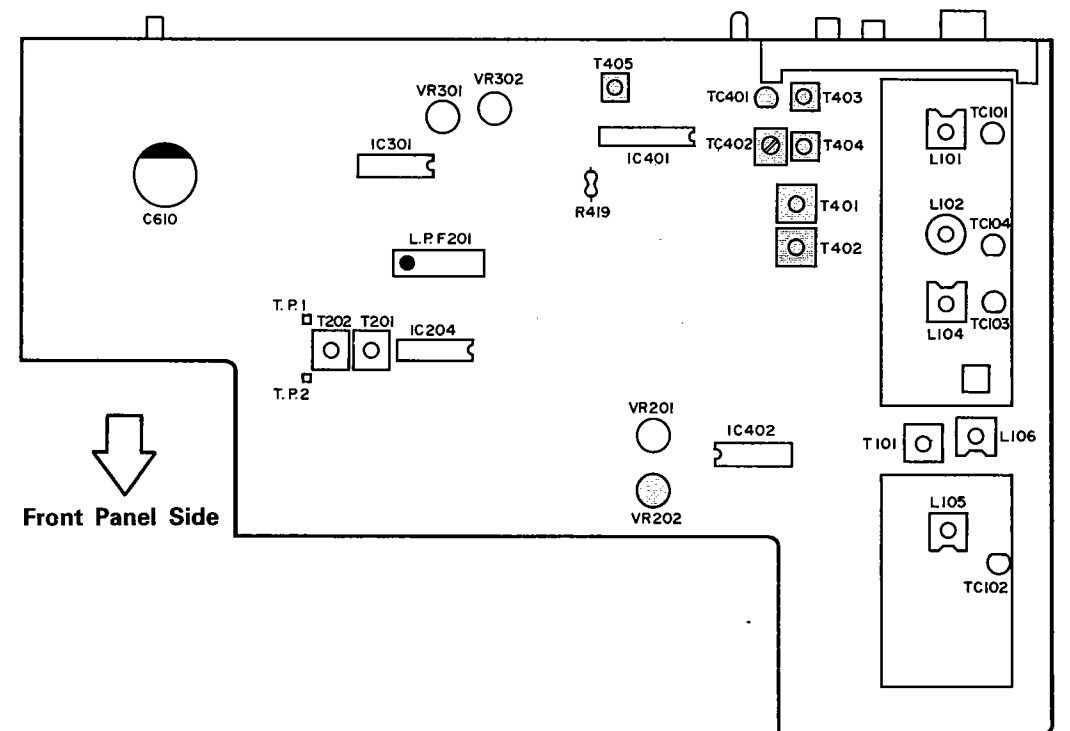 T405
VR301
VR302
TC401
T403
TC101
IC301
IC401
TC402
T404
L101
C610
R419
T401
L102
TC104
L.P.F201
T402
T.P.1
T202
T201
IC204
L104
TC103
T.P.2
VR201
IC402
T101
L106
Front Panel Side
VR202
L105
TC102